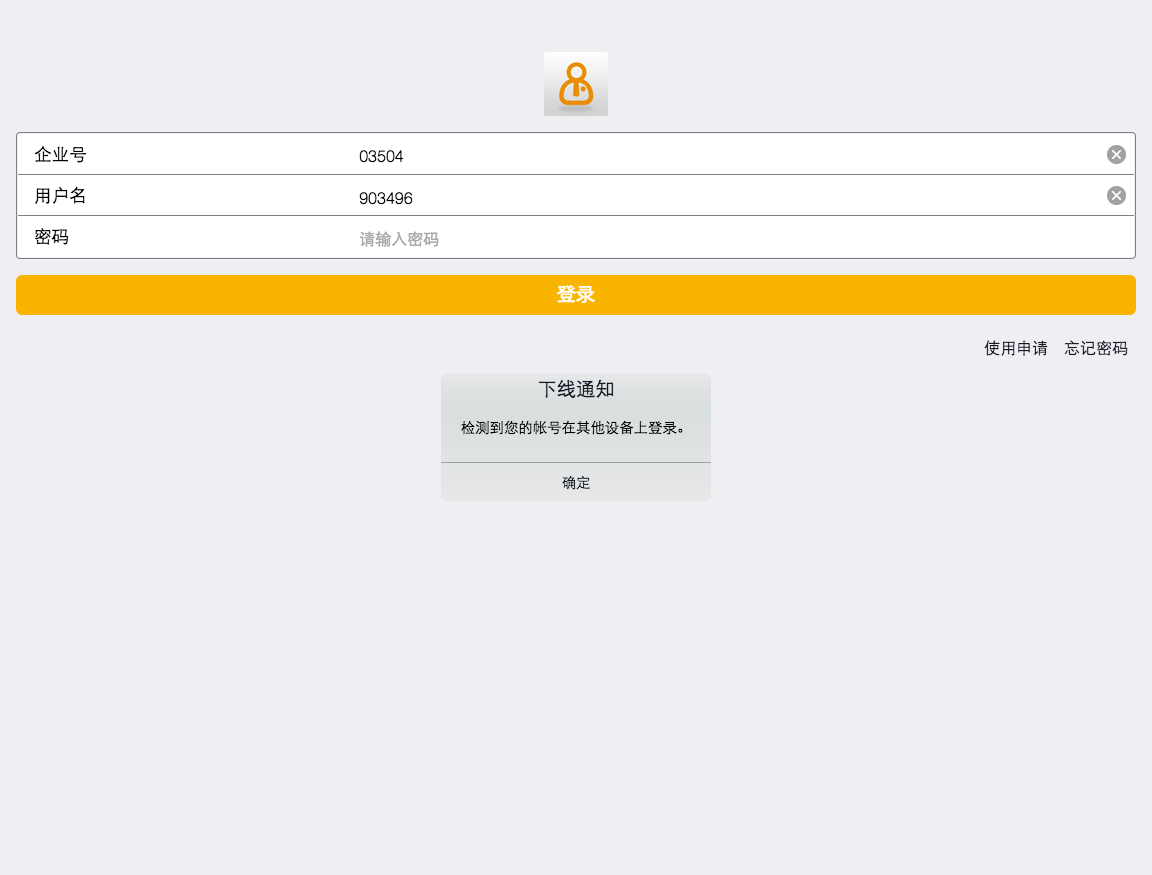 企业号 03504
用户名 903496
密码 请输入密码
登录
使用申请 忘记密码
下线通知
检测到您的帐号在其他设备上登录。
确定